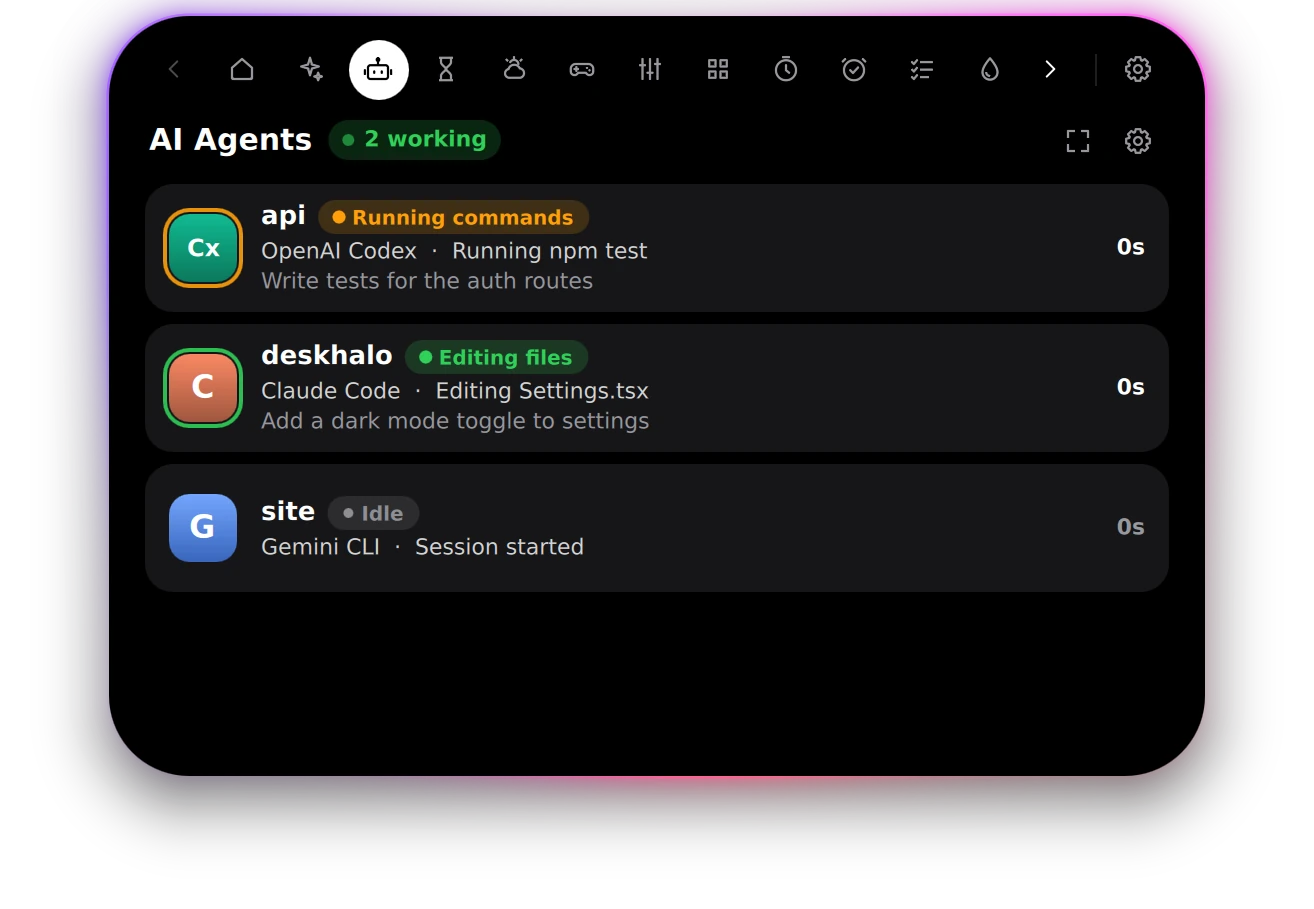 AI Agents
2 working
Cx
api
Running commands
OpenAI Codex · Running npm test
Write tests for the auth routes
0s
C
deskhalo
Editing files
Claude Code · Editing Settings.tsx
Add a dark mode toggle to settings
0s
G
site
Idle
Gemini CLI · Session started
0s